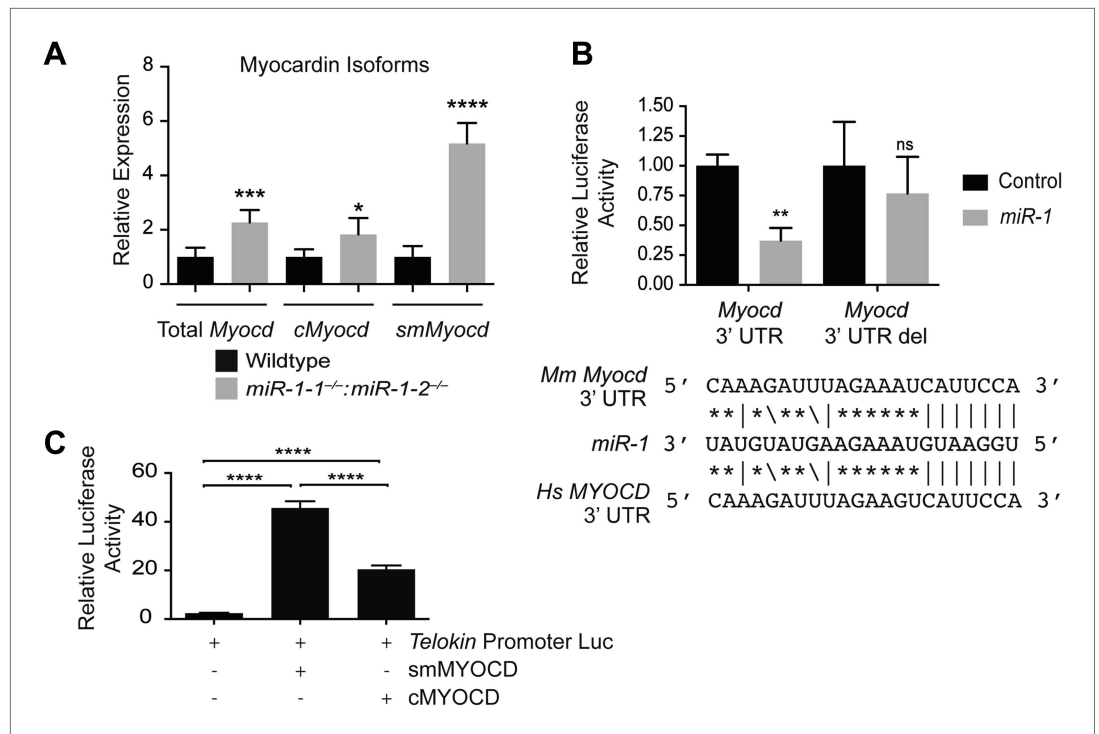 A
Myocardin Isoforms
Relative Expression
8
6
4
2
0
***
*
****
Total Myocd
cMyocd
smMyocd
Wildtype
miR-1-1–/–:miR-1-2–/–
B
Relative Luciferase
Activity
1.50
1.25
1.00
0.75
0.50
0.25
0.00
**
ns
Control
miR-1
Myocd
3’ UTR
Myocd
3’ UTR del
Mm Myocd
3’ UTR
5’ CAAAGAUUUAGAAAUCAUUCCA 3’
**|*\**\|******|||||||
miR-1 3’ UAUGUAUGAAGAAAUGUAAGGU 5’
**|*\**\|******|||||||
Hs MYOCD
3’ UTR
5’ CAAAGAUUUAGAAGUCAUUCCA 3’
C
Relative Luciferase
Activity
60
40
20
0
****
**** ****
+ + + Telokin Promoter Luc
- + - smMYOCD
- - + cMYOCD